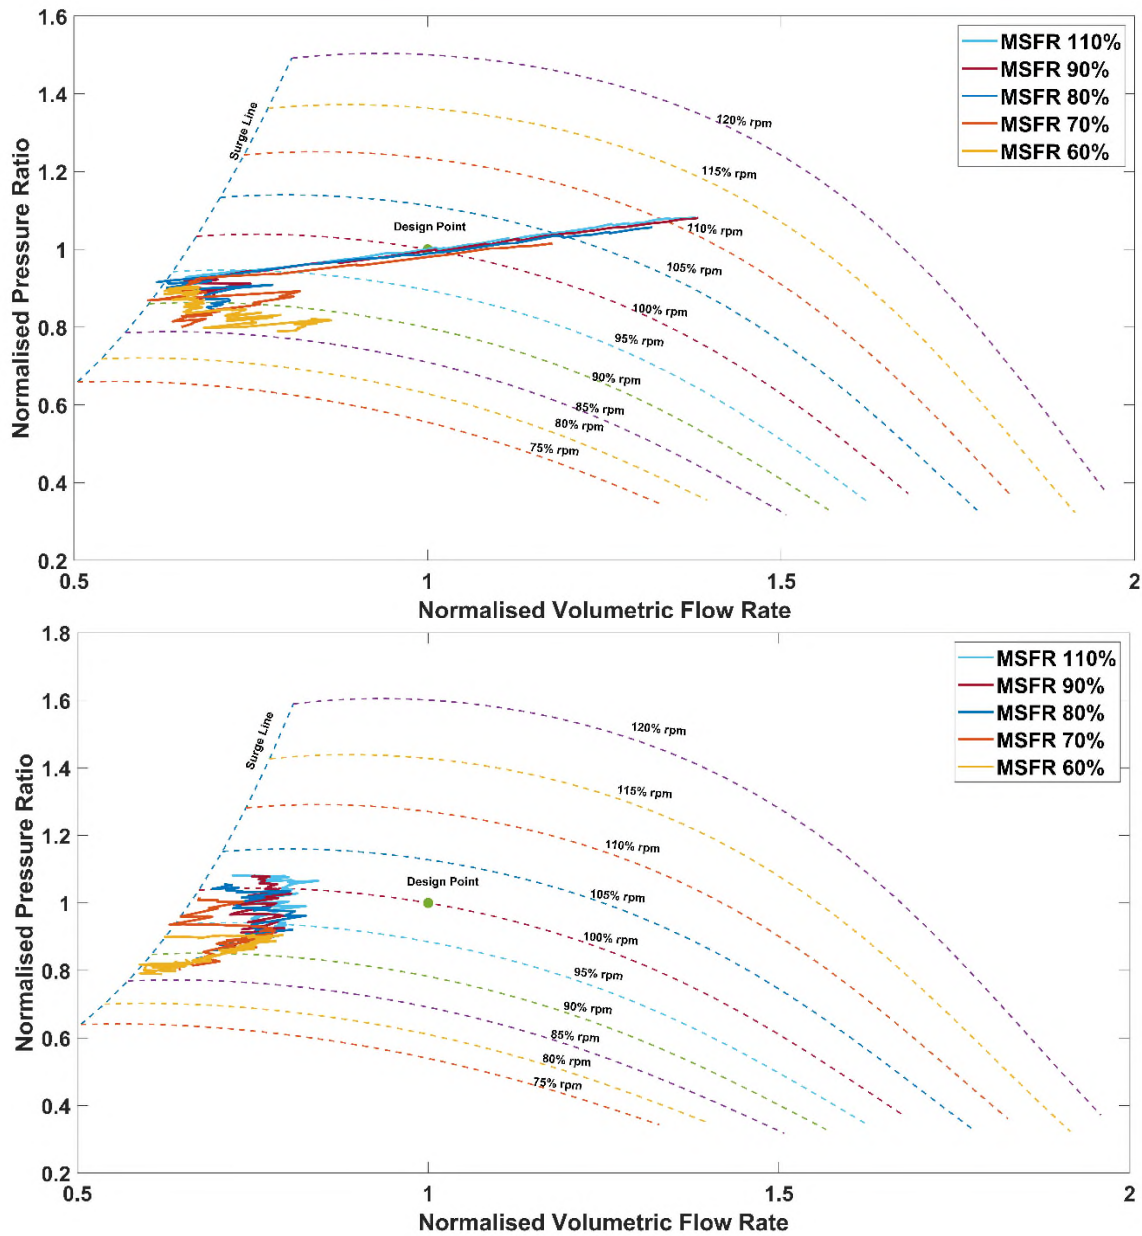 1.6
1.4
1.2
1
0.8
0.6
0.4
0.2
Normalised Pressure Ratio
Surge Line
Design Point
120% rpm
115% rpm
110% rpm
105% rpm
100% rpm
95% rpm
90% rpm
85% rpm
80% rpm
75% rpm
MSFR 110%
MSFR 90%
MSFR 80%
MSFR 70%
MSFR 60%
0.5
1
1.5
2
Normalised Volumetric Flow Rate
1.8
1.6
1.4
1.2
1
0.8
0.6
0.4
0.2
Normalised Pressure Ratio
Surge Line
Design Point
120% rpm
115% rpm
110% rpm
105% rpm
100% rpm
95% rpm
90% rpm
85% rpm
80% rpm
75% rpm
MSFR 110%
MSFR 90%
MSFR 80%
MSFR 70%
MSFR 60%
0.5
1
1.5
2
Normalised Volumetric Flow Rate